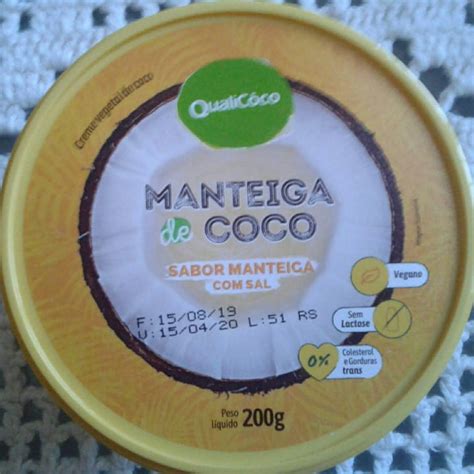 Creme vegetal de coco
QualiCôco
MANTEIGA
de COCO
SABOR MANTEIGA
COM SAL
F:15/08/19
V:15/04/20 L:51 RS
Vegano
Sem
Lactose
0%
Colesterol
e Gorduras
trans
Peso
líquido 200g